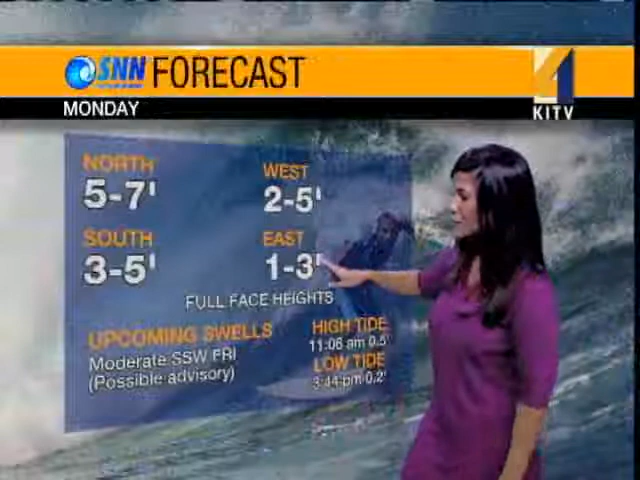 SNN FORECAST
4
MONDAY
KITV
NORTH
5-7'
WEST
2-5'
SOUTH
3-5'
EAST
1-3'
FULL FACE HEIGHTS
UPCOMING SWELLS
Moderate SSW FRI
(Possible advisory)
HIGH TIDE
11:06 am 0.5'
LOW TIDE
3:44 pm 0.2'